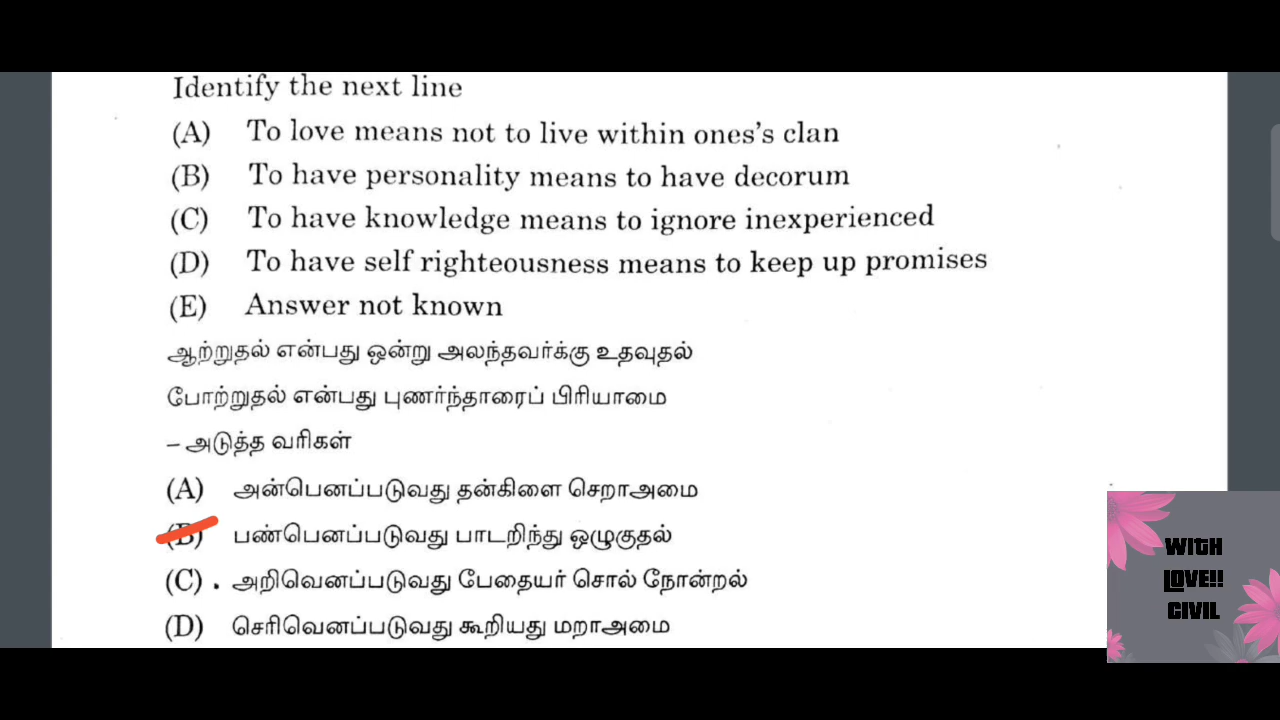 Identify the next line
(A) To love means not to live within ones's clan
(B) To have personality means to have decorum
(C) To have knowledge means to ignore inexperienced
(D) To have self righteousness means to keep up promises
(E) Answer not known
ஆற்றுதல் என்பது ஒன்று அலந்தவர்க்கு உதவுதல்
போற்றுதல் என்பது புணர்ந்தாரைப் பிரியாமை
– அடுத்த வரிகள்
(A) அன்பெனப்படுவது தன்கிளை செறாஅமை
(B) பண்பெனப்படுவது பாடறிந்து ஒழுகுதல்
(C) . அறிவெனப்படுவது பேதையர் சொல் நோன்றல்
(D) செரிவெனப்படுவது கூறியது மறாஅமை
WITH
LOVE!!
CIVIL